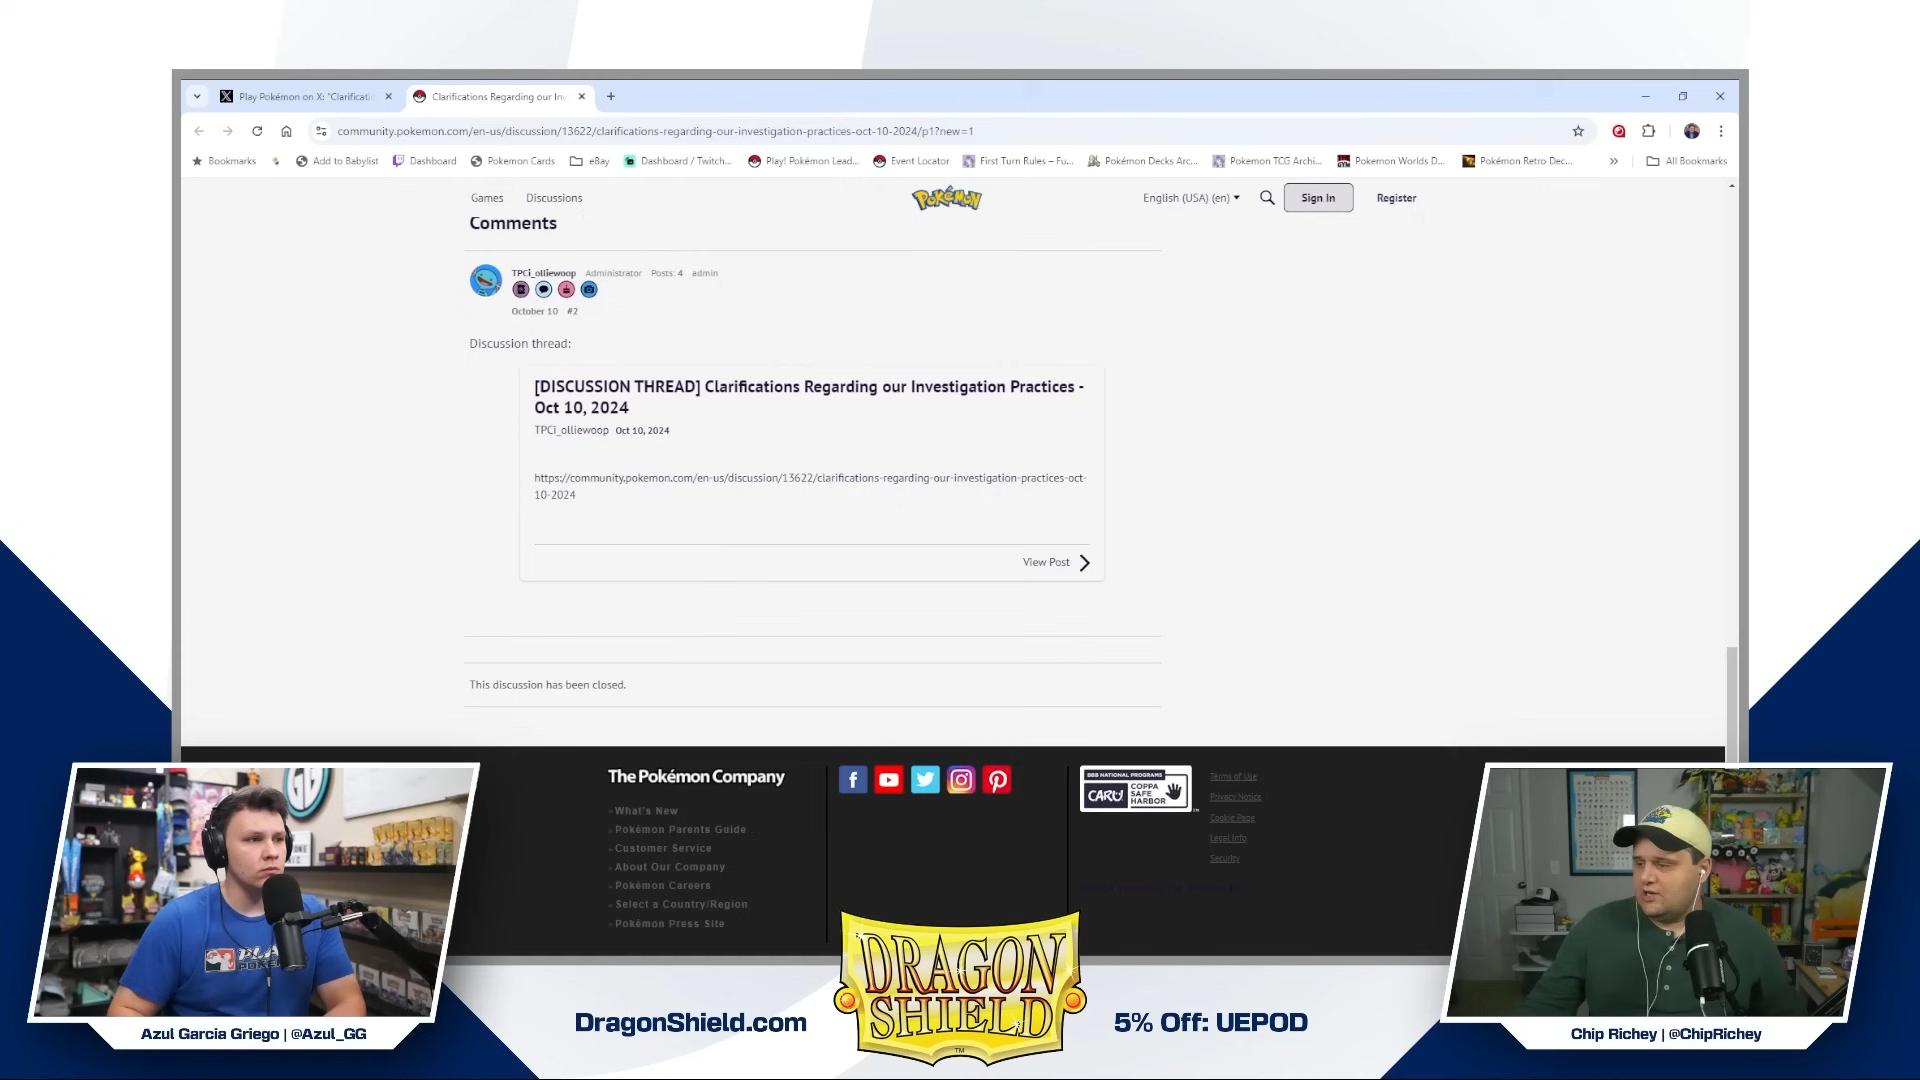 Play Pokémon on X: "Clarificati
Clarifications Regarding our Inv
community.pokemon.com/en-us/discussion/13622/clarifications-regarding-our-investigation-practices-oct-10-2024/p1?new=1
Bookmarks
Add to Babylist
Dashboard
Pokemon Cards
eBay
Dashboard / Twitch...
Play! Pokémon Lead...
Event Locator
First Turn Rules – Fu...
Pokémon Decks Arc...
Pokemon TCG Archi...
Pokemon Worlds D...
Pokémon Retro Dec...
»
All Bookmarks
Games
Discussions
POKéMON
English (USA) (en)
Sign In
Register
Comments
TPCi_olliewoop Administrator Posts: 4 admin
October 10 #2
Discussion thread:
[DISCUSSION THREAD] Clarifications Regarding our Investigation Practices -
Oct 10, 2024
TPCi_olliewoop Oct 10, 2024
https://community.pokemon.com/en-us/discussion/13622/clarifications-regarding-our-investigation-practices-oct-
10-2024
View Post
This discussion has been closed.
The Pokémon Company
What's New
Pokémon Parents Guide
Customer Service
About Our Company
Pokémon Careers
Select a Country/Region
Pokémon Press Site
BBB NATIONAL PROGRAMS
CARU
COPPA
SAFE
HARBOR
Terms of Use
Privacy Notice
Cookie Page
Legal Info
Security
Azul Garcia Griego | @Azul_GG
DragonShield.com
DRAGON
SHIELD
TM
5% Off: UEPOD
Chip Richey | @ChipRichey